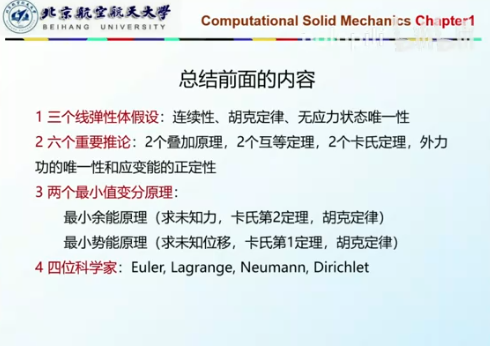 北京航空航天大学
BEIHANG UNIVERSITY
Computational Solid Mechanics Chapter1
总结前面的内容
1 三个线弹性体假设：连续性、胡克定律、无应力状态唯一性
2 六个重要推论：2个叠加原理，2个互等定理，2个卡氏定理，外力
功的唯一性和应变能的正定性
3 两个最小值变分原理：
最小余能原理（求未知力，卡氏第2定理，胡克定律）
最小势能原理（求未知位移，卡氏第1定理，胡克定律）
4 四位科学家：Euler, Lagrange, Neumann, Dirichlet